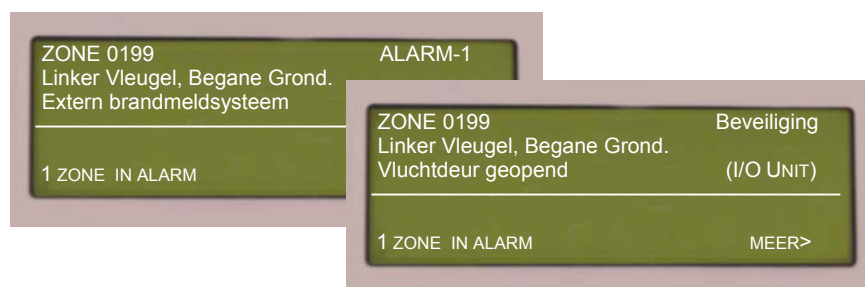 ZONE 0199 ALARM-1
Linker Vleugel, Begane Grond.
Extern brandmeldsysteem
1 ZONE IN ALARM
ZONE 0199 Beveiliging
Linker Vleugel, Begane Grond.
Vluchtdeur geopend (I/O UNIT)
1 ZONE IN ALARM MEER>